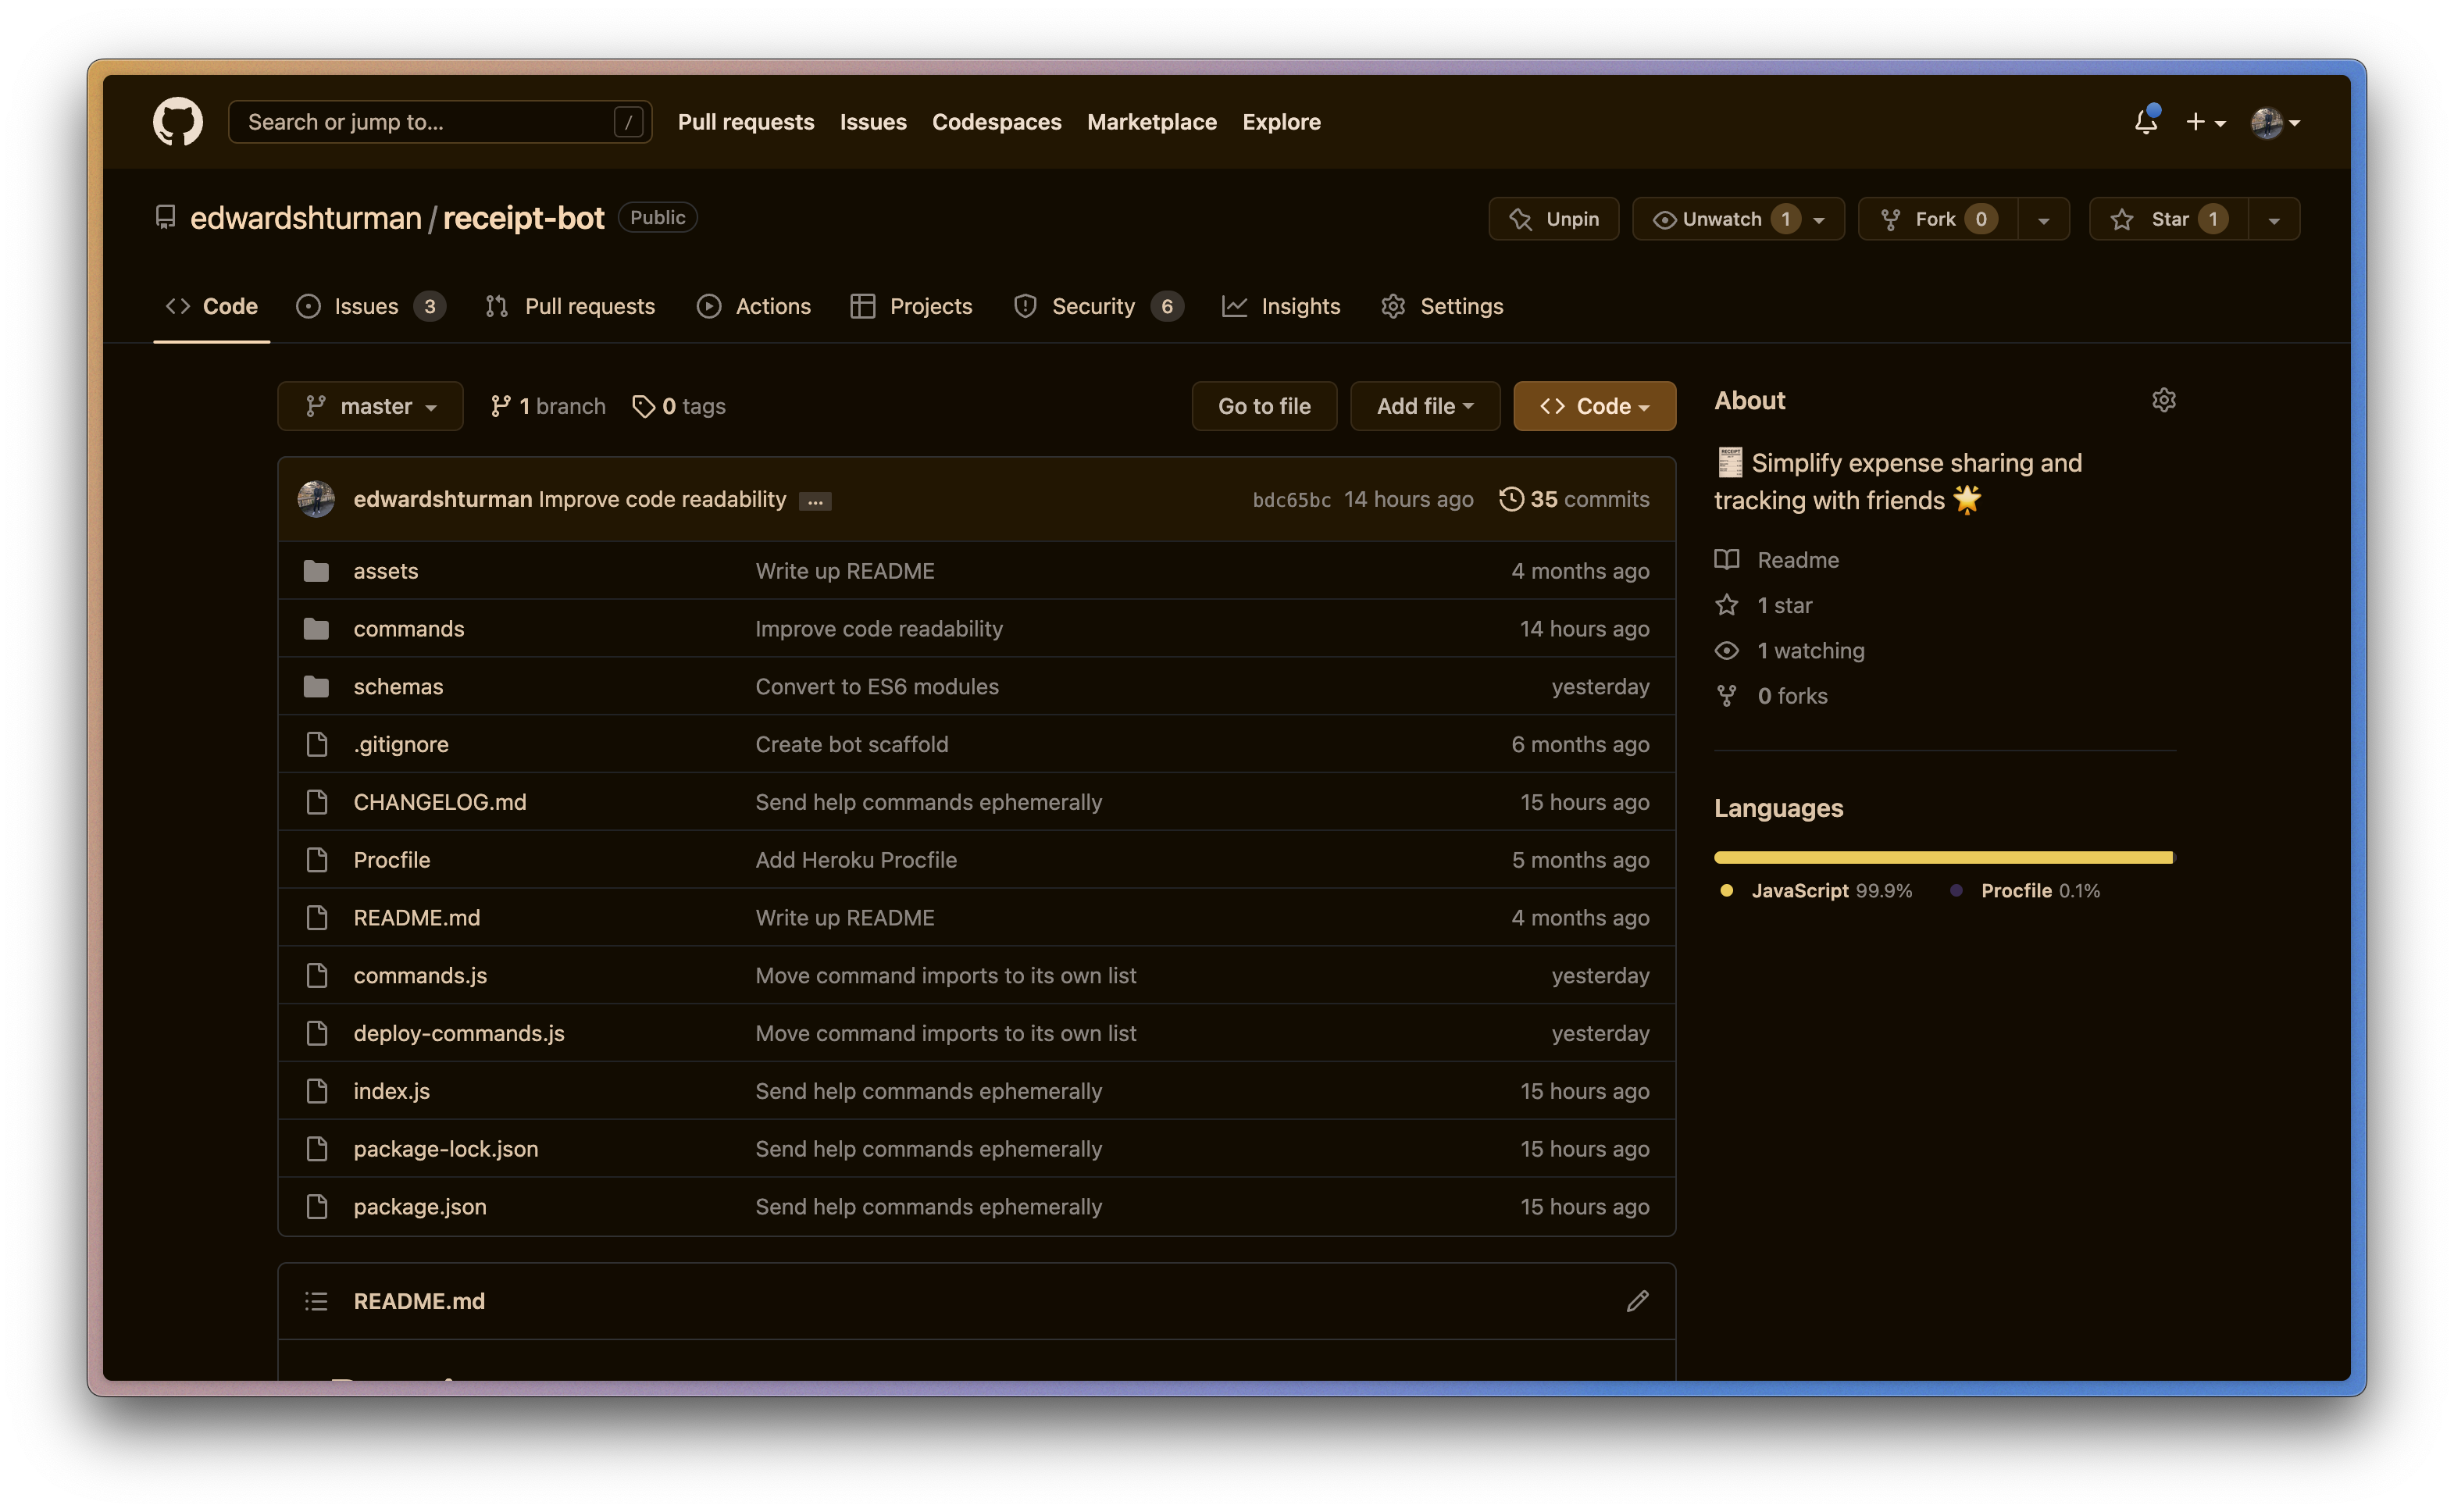 Search or jump to... / Pull requests Issues Codespaces Marketplace Explore
edwardshturman / receipt-bot Public Unpin Unwatch 1 Fork 0 Star 1
Code Issues 3 Pull requests Actions Projects Security 6 Insights Settings
master 1 branch 0 tags Go to file Add file Code
edwardshturman Improve code readability ... bdc65bc 14 hours ago 35 commits
assets Write up README 4 months ago
commands Improve code readability 14 hours ago
schemas Convert to ES6 modules yesterday
.gitignore Create bot scaffold 6 months ago
CHANGELOG.md Send help commands ephemerally 15 hours ago
Procfile Add Heroku Procfile 5 months ago
README.md Write up README 4 months ago
commands.js Move command imports to its own list yesterday
deploy-commands.js Move command imports to its own list yesterday
index.js Send help commands ephemerally 15 hours ago
package-lock.json Send help commands ephemerally 15 hours ago
package.json Send help commands ephemerally 15 hours ago
README.md
About
🧾 Simplify expense sharing and
tracking with friends 🌟
Readme
1 star
1 watching
0 forks
Languages
JavaScript 99.9% Procfile 0.1%